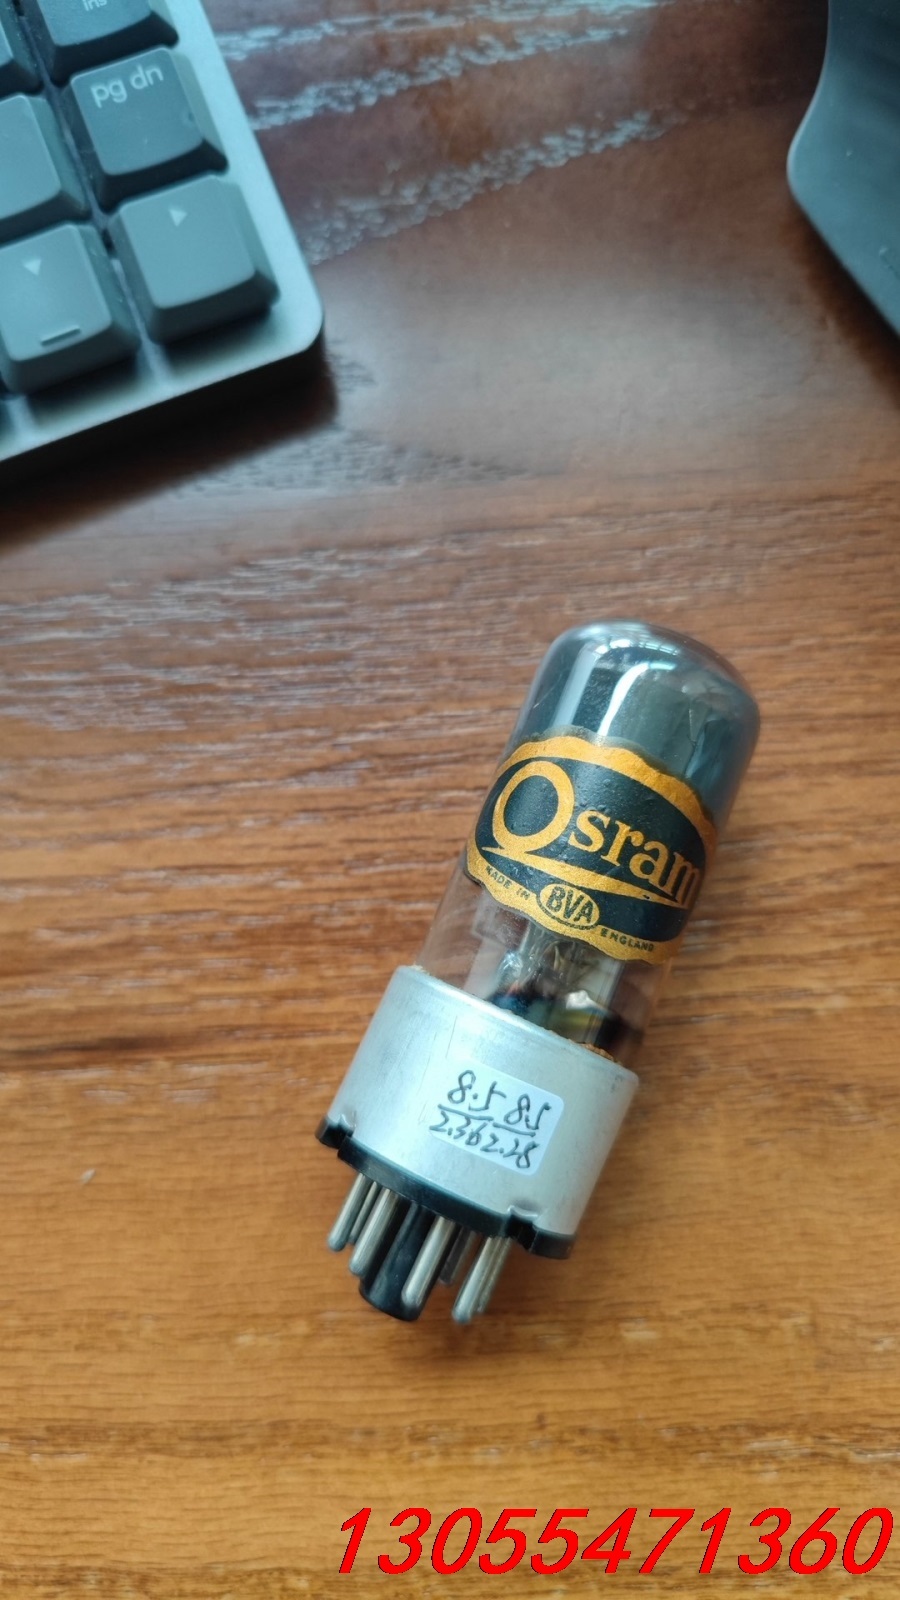 ins
pg dn
Osram
MADE IN BVA ENGLAND
8.5 8.5
2.36 2.28
13055471360